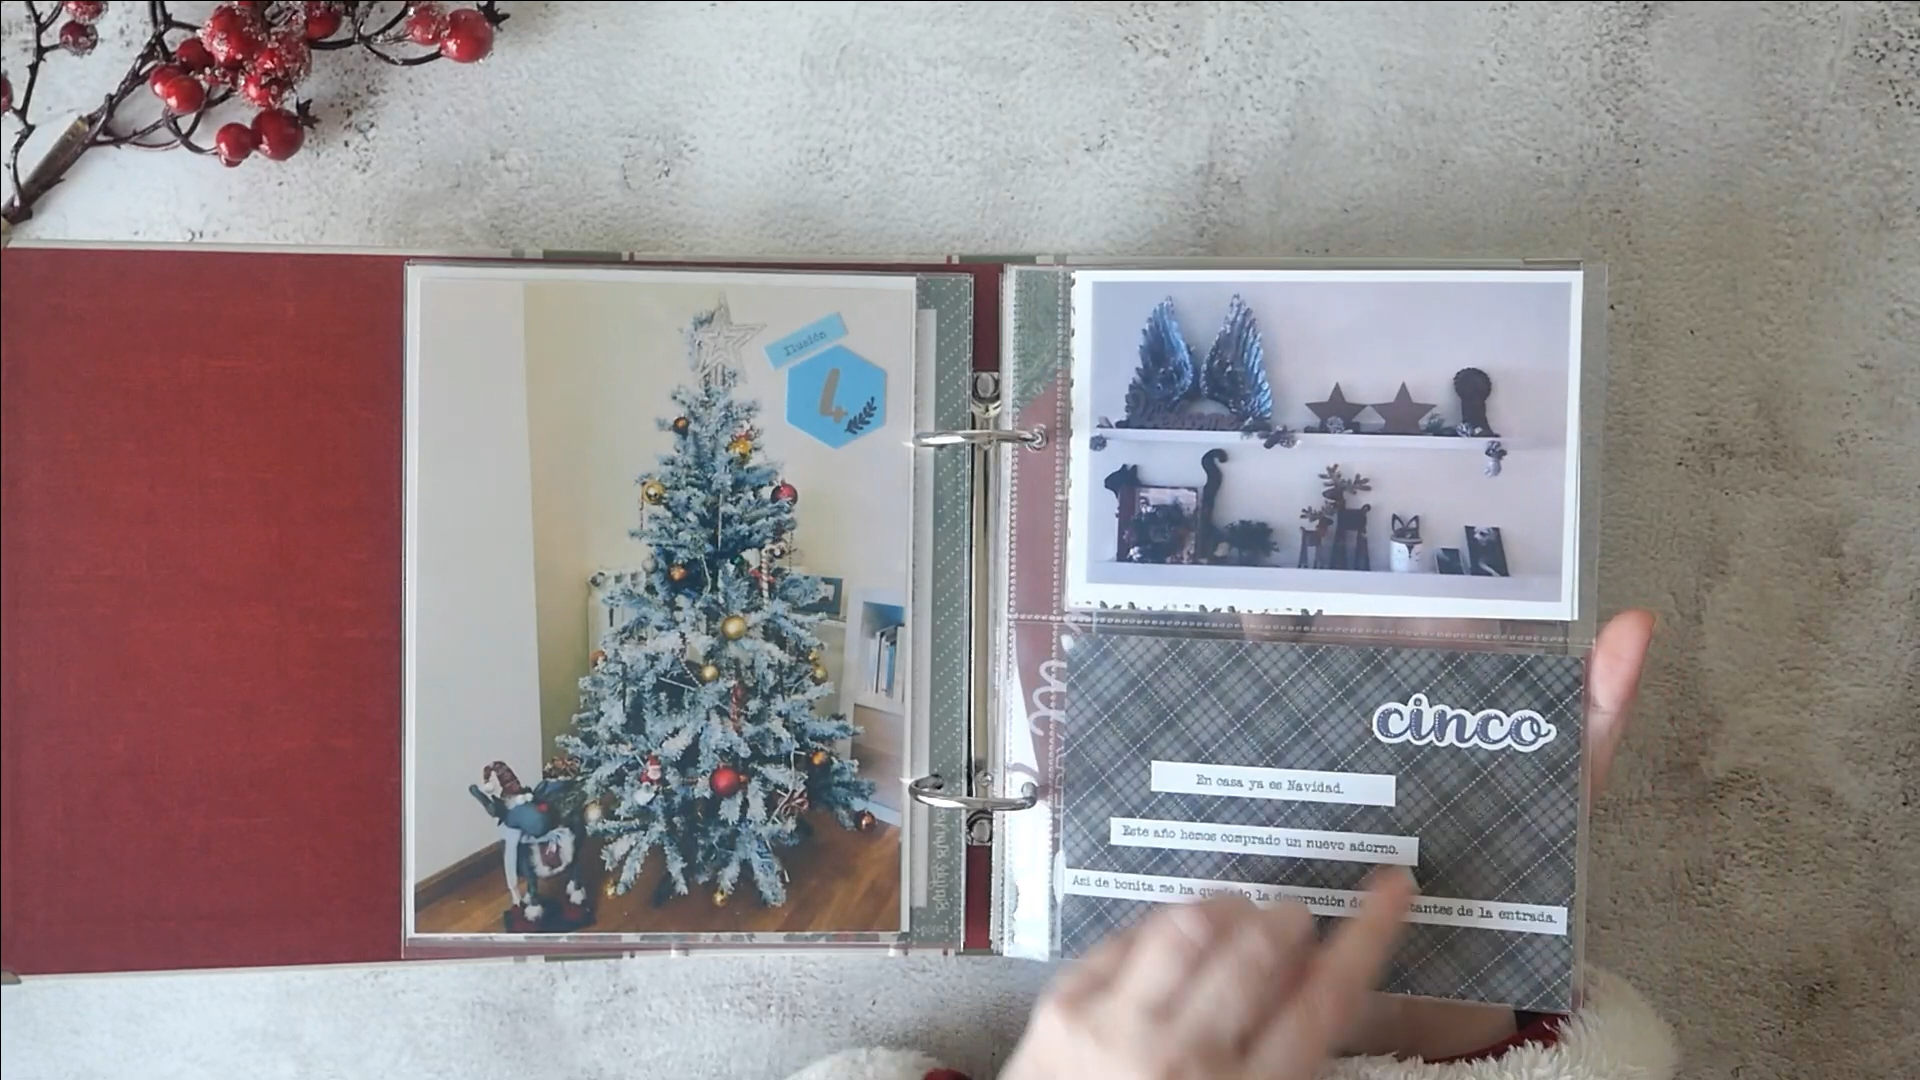 Ilusión
4
cinco
En casa ya es Navidad.
Este año hemos comprado un nuevo adorno.
Así de bonita me ha quedado la decoración de tantes de la entrada.